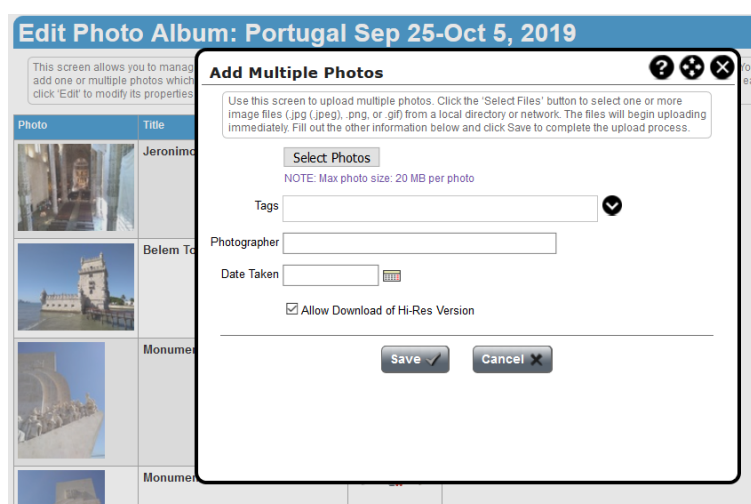 Edit Photo Album: Portugal Sep 25-Oct 5, 2019
This screen allows you to manag
add one or multiple photos which
click 'Edit' to modify its properties
Photo
Title
Jeronimo
Belem To
Monumen
Monumen
Add Multiple Photos
Use this screen to upload multiple photos. Click the 'Select Files' button to select one or more
image files (.jpg (.jpeg), .png, or .gif) from a local directory or network. The files will begin uploading
immediately. Fill out the other information below and click Save to complete the upload process.
Select Photos
NOTE: Max photo size: 20 MB per photo
Tags
Photographer
Date Taken
Allow Download of Hi-Res Version
Save
Cancel